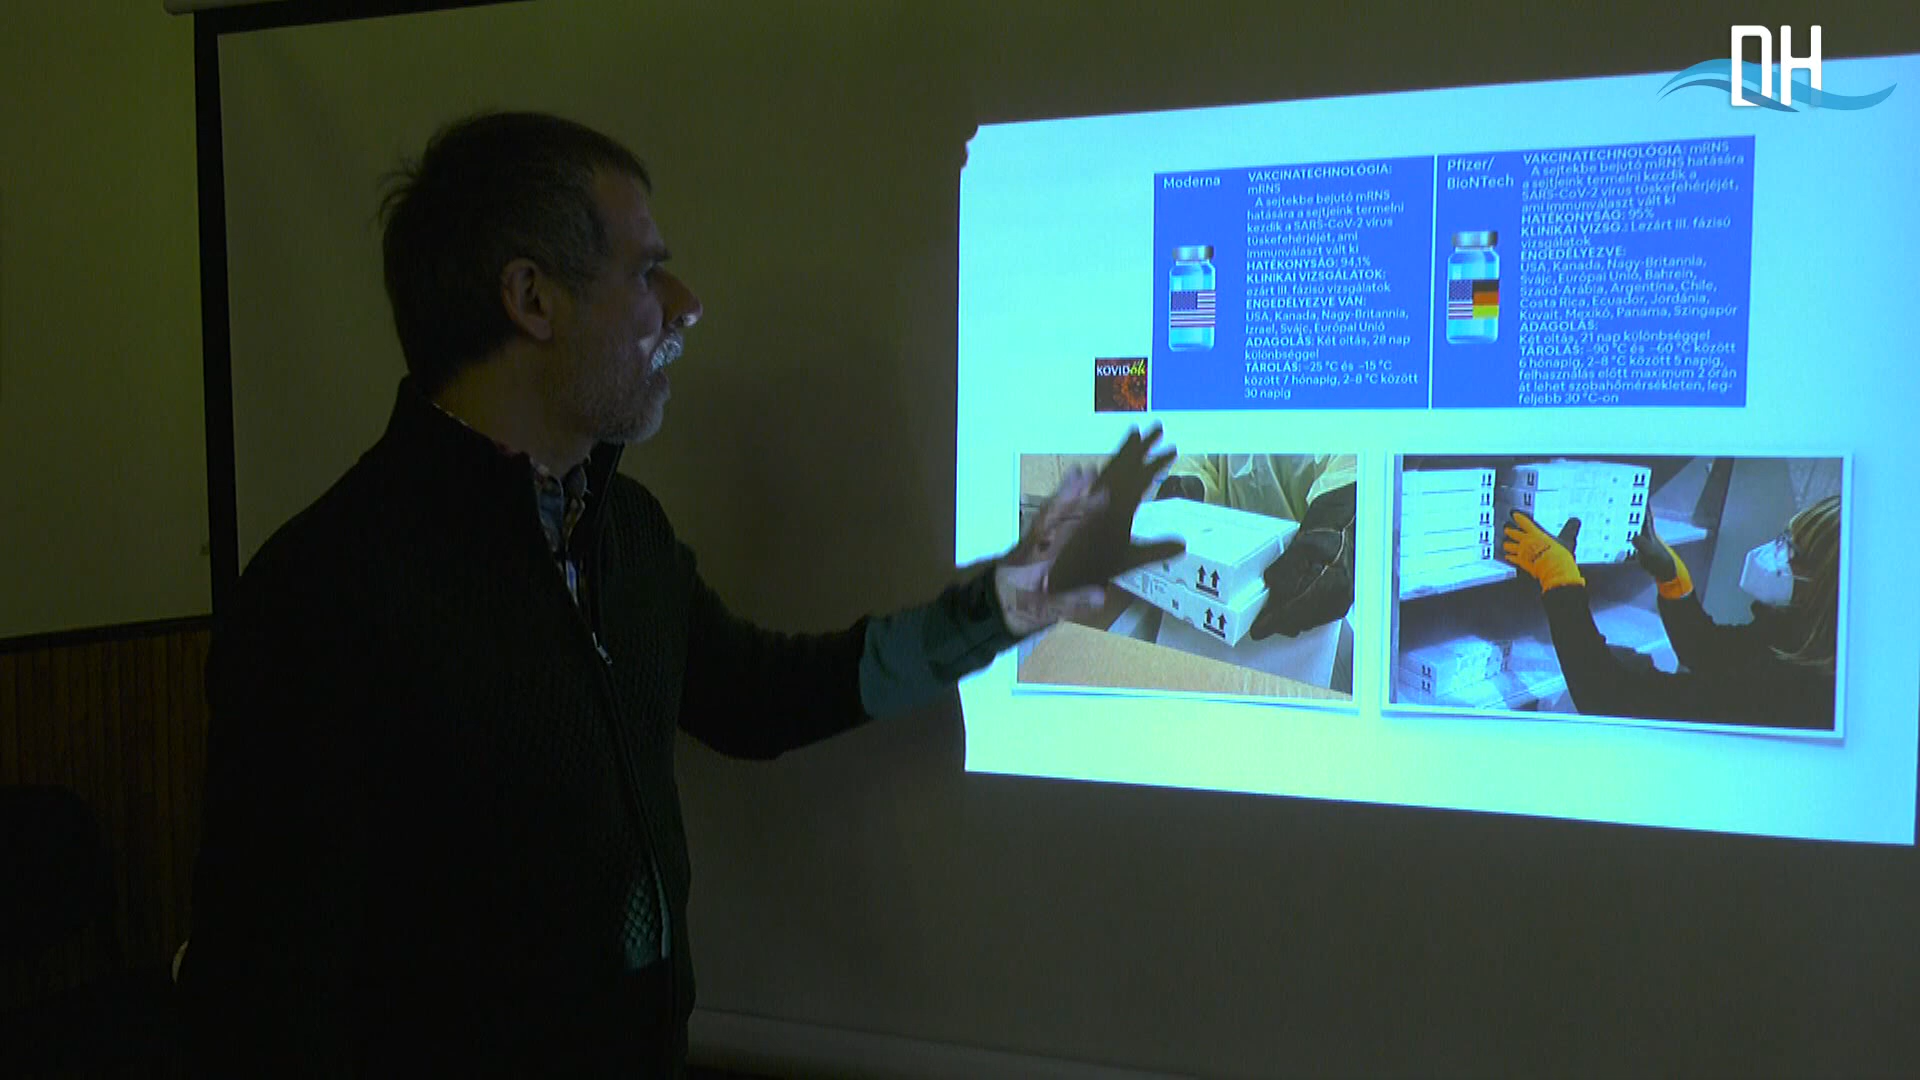 DH
Moderna
VAKCINATECHNOLÓGIA:
mRNS
A sejtekbe bejutó mRNS
hatására a sejtjeink termelni
kezdik a SARS-CoV-2 vírus
tüskefehérjéjét, ami
immunválaszt vált ki
HATÉKONYSÁG: 94,1%
KLINIKAI VIZSGÁLATOK:
ezárt III. fázisú vizsgálatok
ENGEDÉLYEZVE VAN:
USA, Kanada, Nagy-Britannia,
Izrael, Svájc, Európai Unió
ADAGOLÁS: Két oltás, 28 nap
különbséggel
TÁROLÁS: –25 °C és –15 °C
között 7 hónapig, 2–8 °C között
30 napig
Pfizer/
BioNTech
VAKCINATECHNOLÓGIA: mRNS
A sejtekbe bejutó mRNS hatására
a sejtjeink termelni kezdik a
SARS-CoV-2 vírus tüskefehérjéjét,
ami immunválaszt vált ki
HATÉKONYSÁG: 95%
KLINIKAI VIZSG.: Lezárt III. fázisú
vizsgálatok
ENGEDÉLYEZVE:
USA, Kanada, Nagy-Britannia,
Svájc, Európai Unió, Bahrein,
Szaúd-Arábia, Argentína, Chile,
Costa Rica, Ecuador, Jordánia,
Kuvait, Mexikó, Panama, Szingapúr
ADAGOLÁS:
Két oltás, 21 nap különbséggel
TÁROLÁS: –90 °C és –60 °C között
6 hónapig, 2–8 °C között 5 napig,
felhasználás előtt maximum 2 órán
át lehet szobahőmérsékleten, leg-
feljebb 30 °C-on
KOVIDők